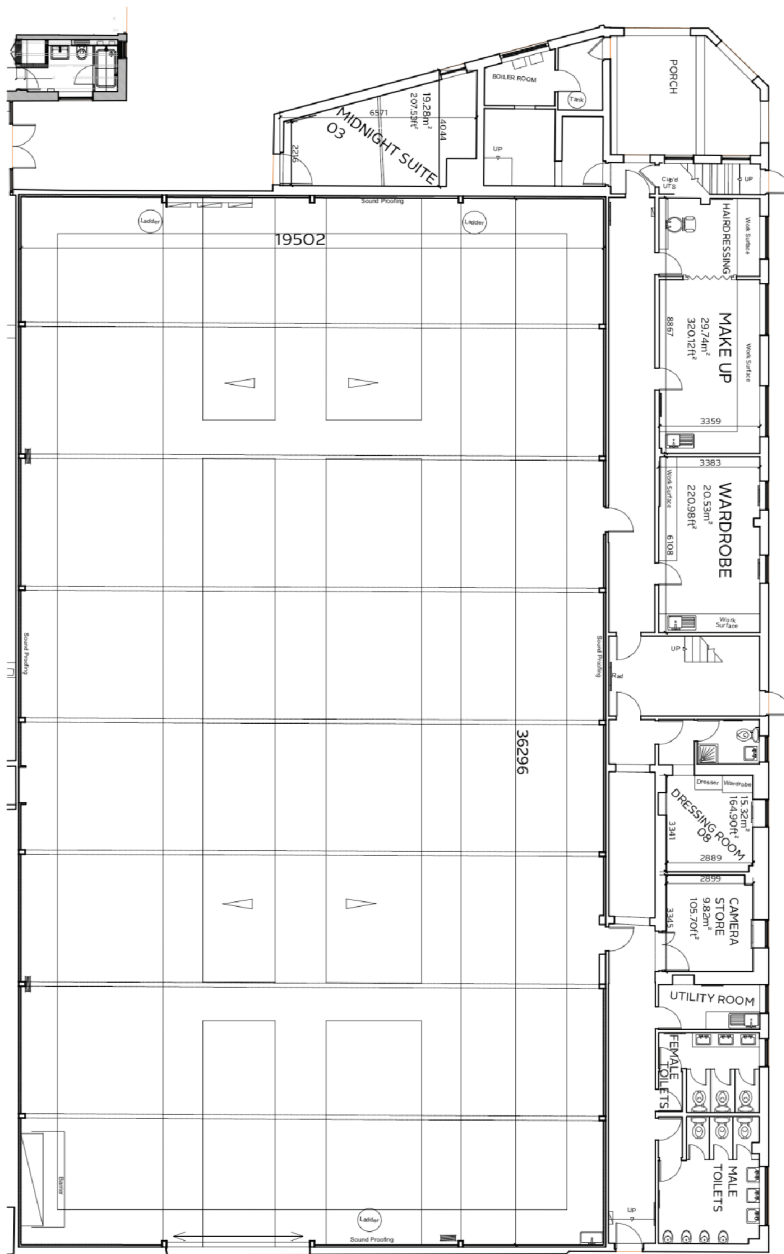 BOILER ROOM
Tank
PORCH
19.28m²
207.53ft²
6571
4044
2216
MIDNIGHT SUITE
03
UP
Cup'd
UTS
UP
Sound Proofing
Ladder
Ladder
19502
HAIRDRESSING
Work Surface
MAKE UP
29.74m²
320.12ft²
8867
Work Surface
3359
3383
WARDROBE
20.53m²
220.98ft²
Work Surface
6108
Work
Surface
UP
Rad
Sound Proofing
Sound Proofing
36296
Dresser
Wardrobe
15.32m²
164.90ft²
DRESSING ROOM
08
3341
2889
2899
CAMERA
STORE
9.82m²
105.70ft²
3345
UTILITY ROOM
FEMALE
TOILETS
MALE
TOILETS
UP
Barrier
Ladder
Sound Proofing